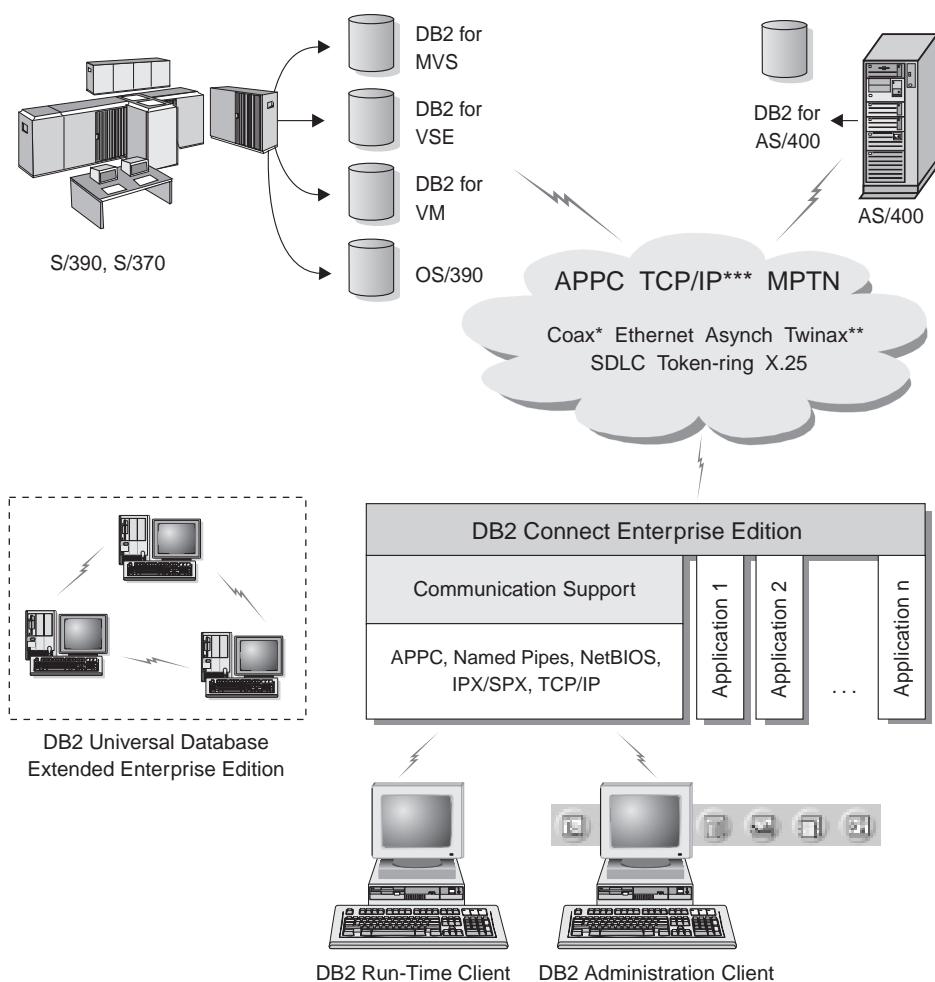 DB2 for
MVS
DB2 for
VSE
DB2 for
VM
OS/390
S/390, S/370
DB2 for
AS/400
AS/400
APPC TCP/IP*** MPTN
Coax* Ethernet Asynch Twinax**
SDLC Token-ring X.25
DB2 Universal Database
Extended Enterprise Edition
DB2 Connect Enterprise Edition
Communication Support
APPC, Named Pipes, NetBIOS,
IPX/SPX, TCP/IP
Application 1
Application 2
. . .
Application n
DB2 Run-Time Client
DB2 Administration Client